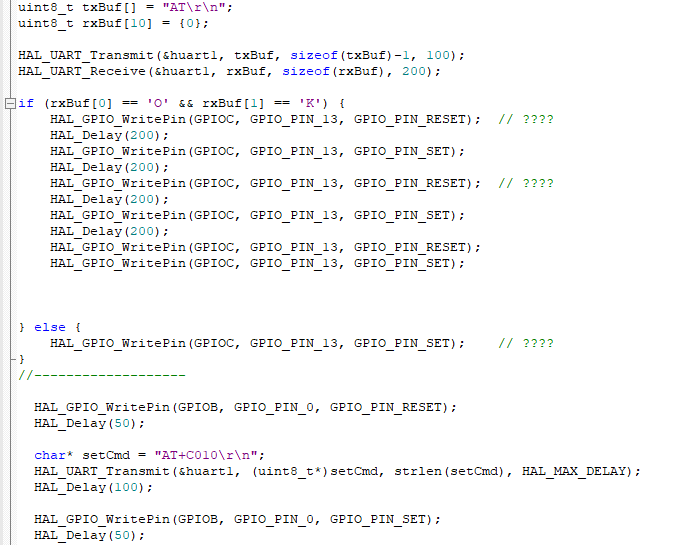 uint8_t txBuf[] = "AT\r\n";
uint8_t rxBuf[10] = {0};
HAL_UART_Transmit(&huart1, txBuf, sizeof(txBuf)-1, 100);
HAL_UART_Receive(&huart1, rxBuf, sizeof(rxBuf), 200);
if (rxBuf[0] == 'O' && rxBuf[1] == 'K') {
    HAL_GPIO_WritePin(GPIOC, GPIO_PIN_13, GPIO_PIN_RESET);  // ????
    HAL_Delay(200);
    HAL_GPIO_WritePin(GPIOC, GPIO_PIN_13, GPIO_PIN_SET);
    HAL_Delay(200);
    HAL_GPIO_WritePin(GPIOC, GPIO_PIN_13, GPIO_PIN_RESET);  // ????
    HAL_Delay(200);
    HAL_GPIO_WritePin(GPIOC, GPIO_PIN_13, GPIO_PIN_SET);
    HAL_Delay(200);
    HAL_GPIO_WritePin(GPIOC, GPIO_PIN_13, GPIO_PIN_RESET);
    HAL_GPIO_WritePin(GPIOC, GPIO_PIN_13, GPIO_PIN_SET);
} else {
    HAL_GPIO_WritePin(GPIOC, GPIO_PIN_13, GPIO_PIN_SET);    // ????
}
//-------------------
  HAL_GPIO_WritePin(GPIOB, GPIO_PIN_0, GPIO_PIN_RESET);
  HAL_Delay(50);
  char* setCmd = "AT+C010\r\n";
  HAL_UART_Transmit(&huart1, (uint8_t*)setCmd, strlen(setCmd), HAL_MAX_DELAY);
  HAL_Delay(100);
  HAL_GPIO_WritePin(GPIOB, GPIO_PIN_0, GPIO_PIN_SET);
  HAL_Delay(50);